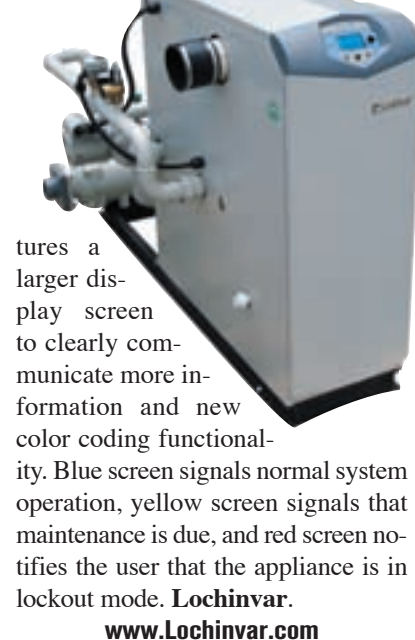 tures a
larger dis-
play screen
to clearly com-
municate more in-
formation and new
color coding functional-
ity. Blue screen signals normal system
operation, yellow screen signals that
maintenance is due, and red screen no-
tifies the user that the appliance is in
lockout mode. Lochinvar.
www.Lochinvar.com